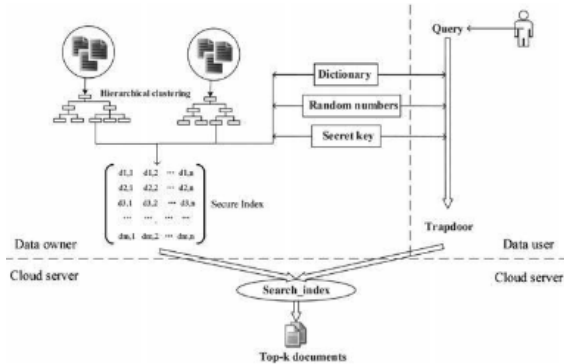 Query
Dictionary
Hierarchical clustering
Random numbers
Secret key
d1,1 d1,2 ··· d1,n
d2,1 d2,2 ··· d2,n
d3,1 d3,2 ··· d3,n
··· ··· ···
dm,1 dm,2 ··· dm,n
Secure Index
Trapdoor
Data owner
Data user
Cloud server
Cloud server
Search_index
Top-k documents